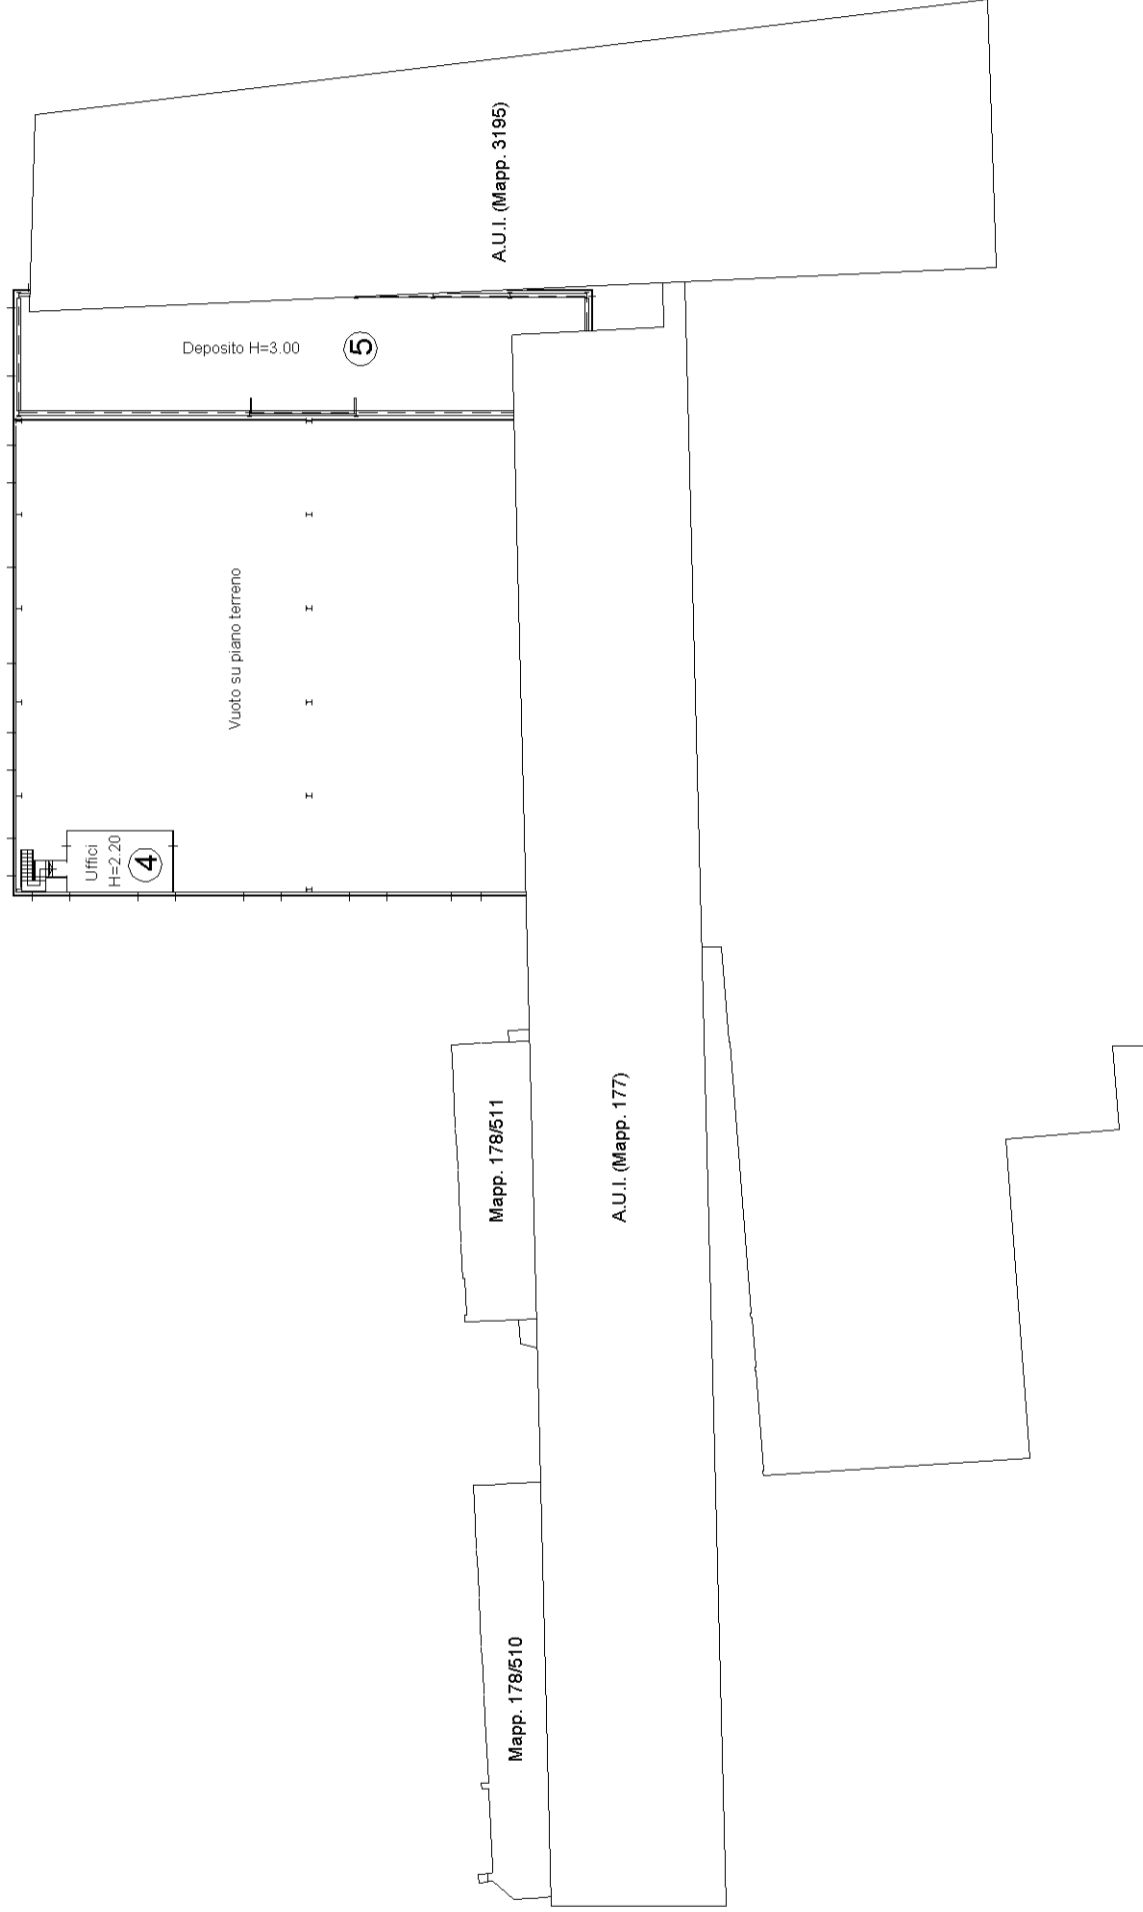 A.U.I. (Mapp. 3195)
Deposito H=3.00
5
Vuoto su piano terreno
Uffici
H=2.20
4
Mapp. 178/511
A.U.I. (Mapp. 177)
Mapp. 178/510